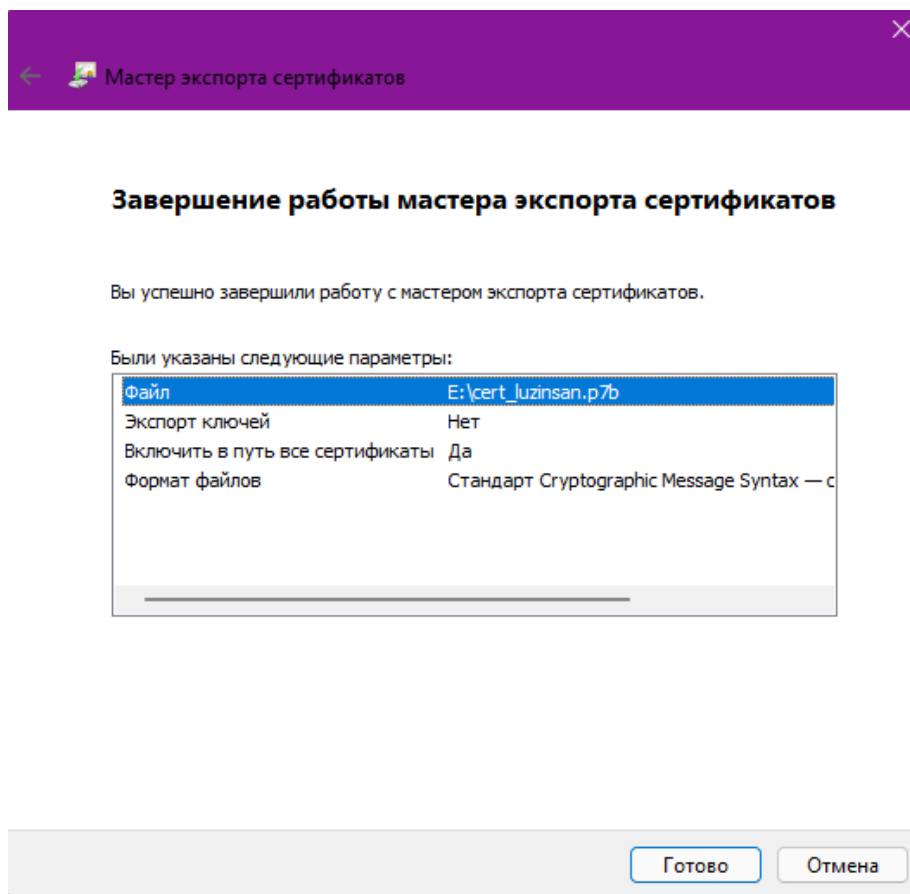 Мастер экспорта сертификатов
Завершение работы мастера экспорта сертификатов
Вы успешно завершили работу с мастером экспорта сертификатов.
Были указаны следующие параметры:
Файл E:\cert_luzinsan.p7b
Экспорт ключей Нет
Включить в путь все сертификаты Да
Формат файлов Стандарт Cryptographic Message Syntax — с
Готово Отмена